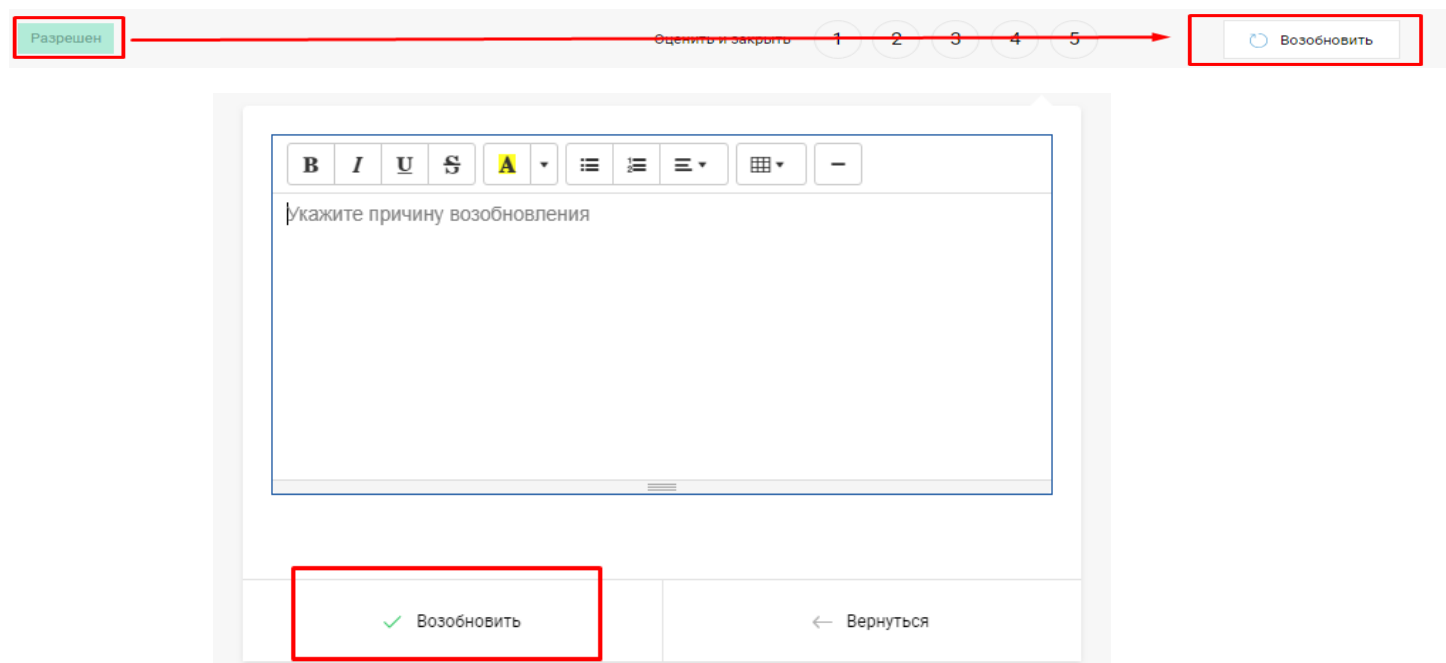 Разрешен Оценить и закрыть 1 2 3 4 5 Возобновить
B I U S A
Укажите причину возобновления
Возобновить Вернуться